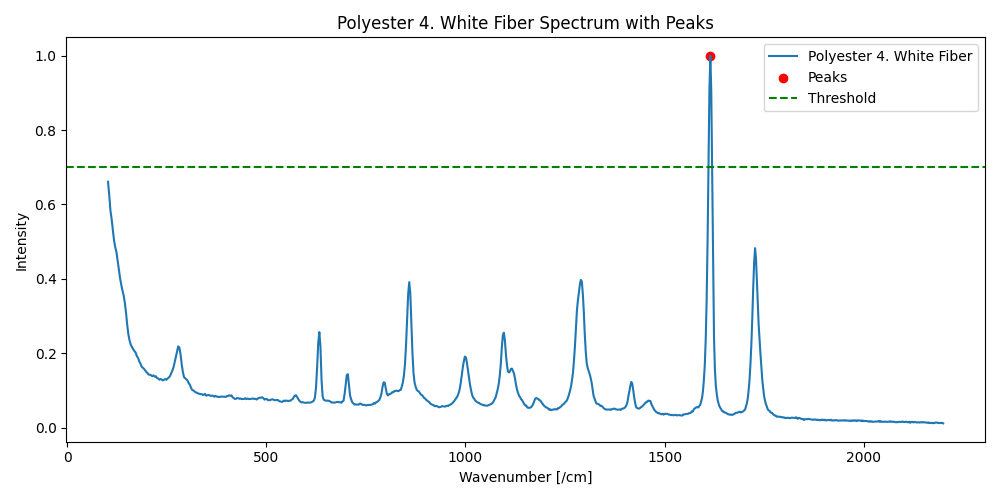 Polyester 4. White Fiber Spectrum with Peaks
Polyester 4. White Fiber
Peaks
Threshold
Intensity
1.0
0.8
0.6
0.4
0.2
0.0
0
500
1000
1500
2000
Wavenumber [/cm]